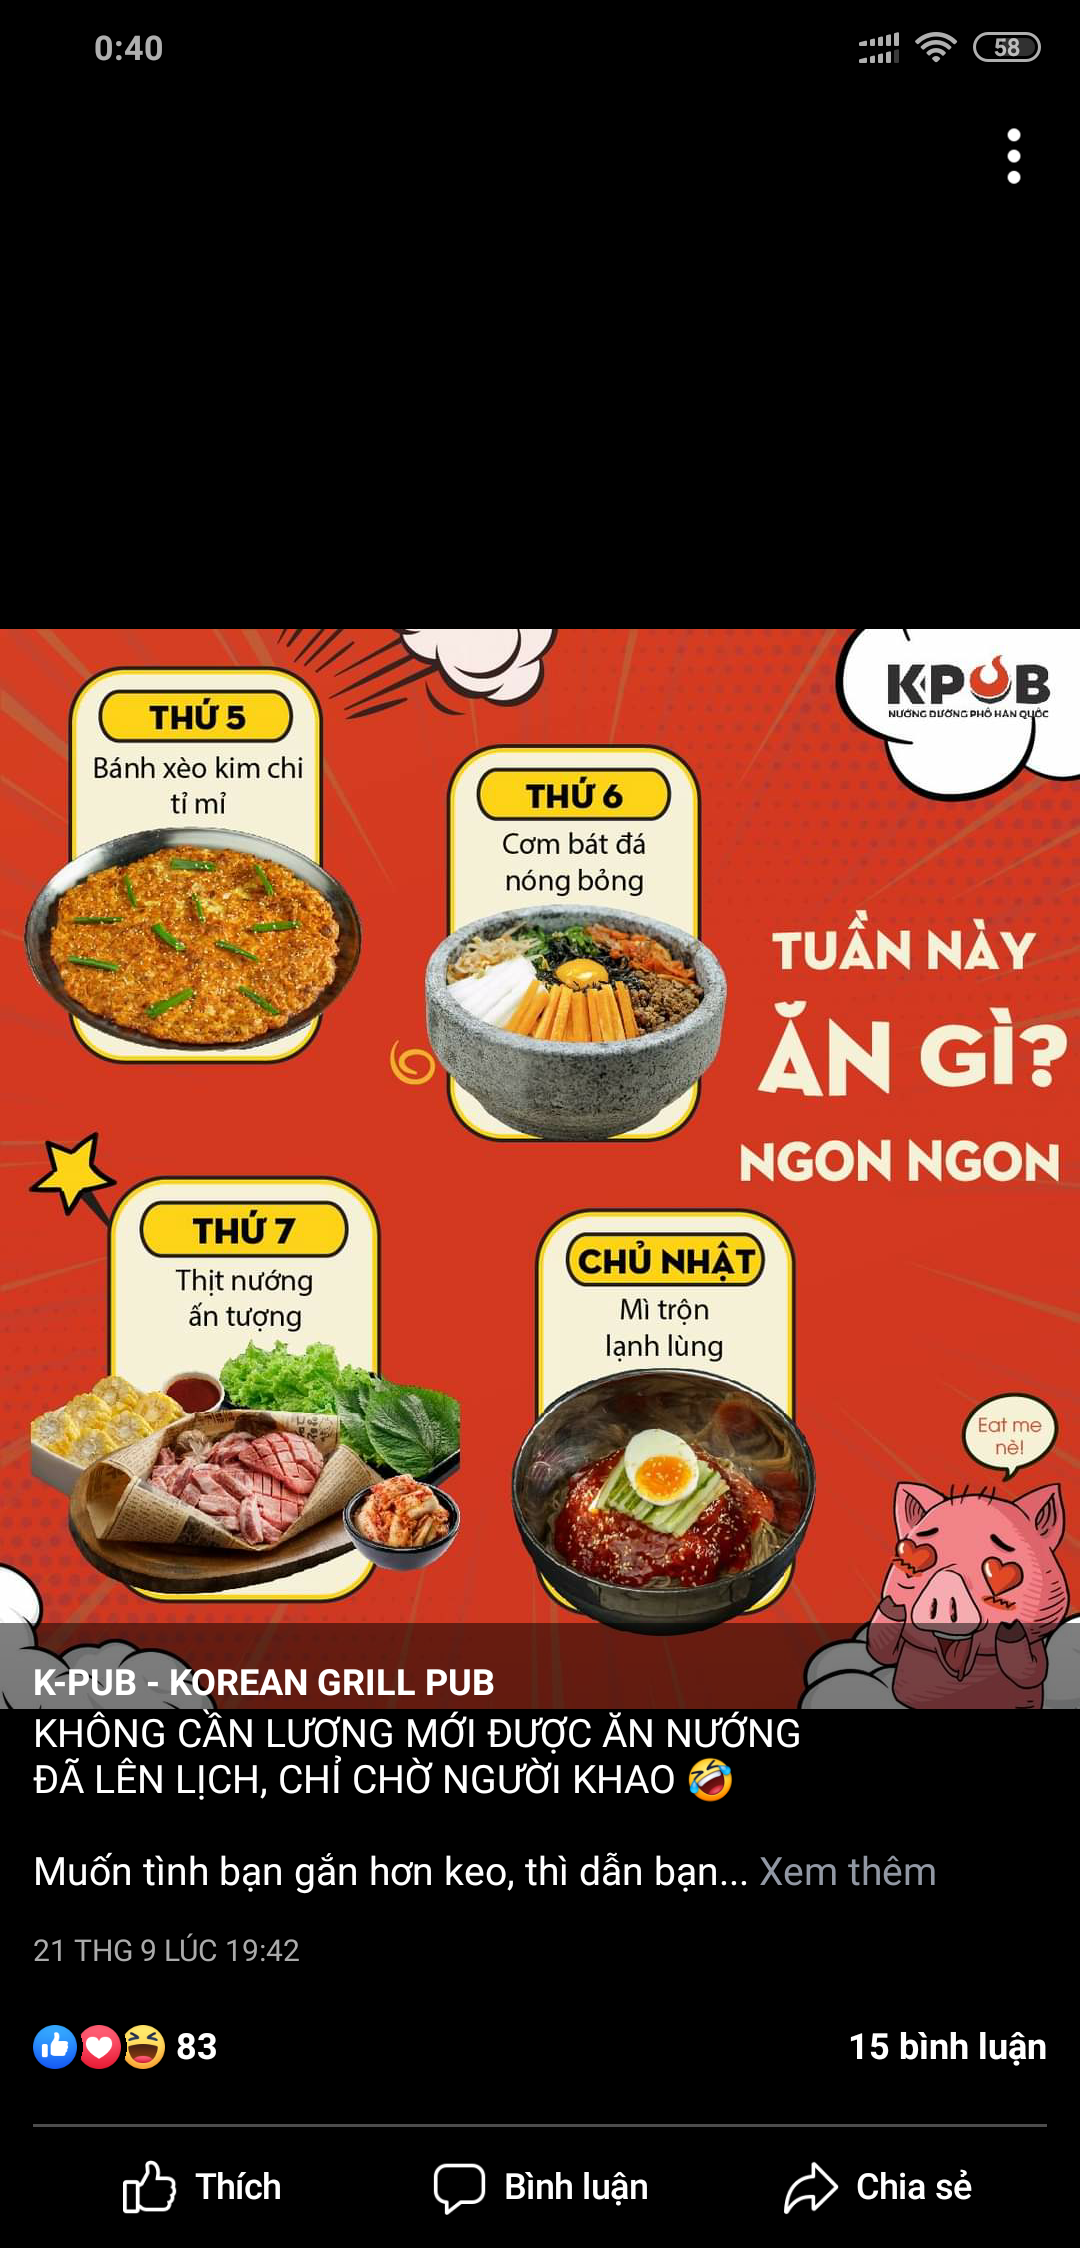 0:40
58
KPUB
NƯỚNG ĐƯỜNG PHỐ HÀN QUỐC
THỨ 5
Bánh xèo kim chi
tỉ mỉ
THỨ 6
Cơm bát đá
nóng bỏng
TUẦN NÀY
ĂN GÌ?
NGON NGON
THỨ 7
Thịt nướng
ấn tượng
CHỦ NHẬT
Mì trộn
lạnh lùng
Eat me
nè!
K-PUB - KOREAN GRILL PUB
KHÔNG CẦN LƯƠNG MỚI ĐƯỢC ĂN NƯỚNG
ĐÃ LÊN LỊCH, CHỈ CHỜ NGƯỜI KHAO 🤣
Muốn tình bạn gắn hơn keo, thì dẫn bạn... Xem thêm
21 THG 9 LÚC 19:42
83
15 bình luận
Thích
Bình luận
Chia sẻ